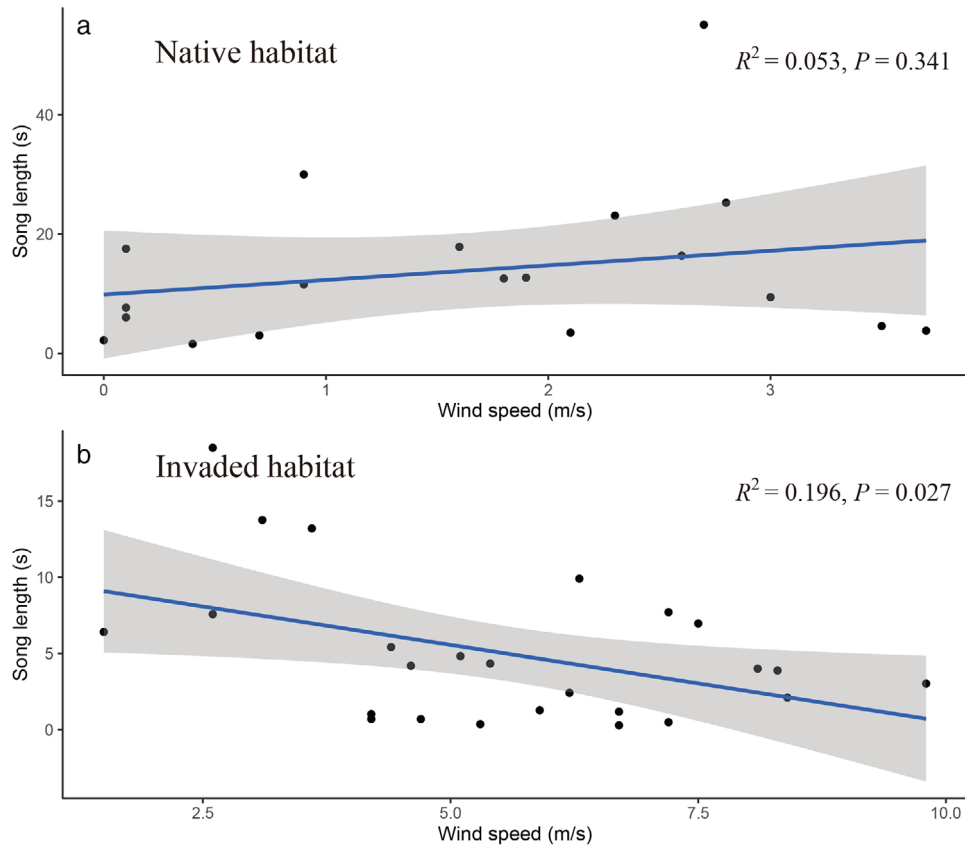 a
Native habitat
R² = 0.053, P = 0.341
Song length (s)
40
20
0
0
1
2
3
Wind speed (m/s)
b
Invaded habitat
R² = 0.196, P = 0.027
Song length (s)
15
10
5
0
2.5
5.0
7.5
10.0
Wind speed (m/s)